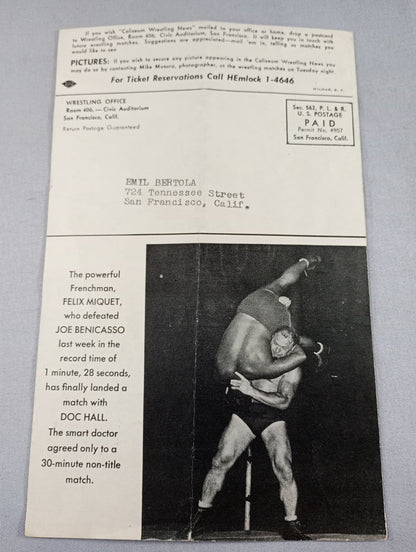 If you wish "Coliseum Wrestling News" mailed to your office or home, drop a postcard
to Wrestling Office, Room 406, Civic Auditorium, San Francisco. It will keep you in touch with
future wrestling matches. Suggestions are appreciated—mail 'em in, telling us matches you
would like to see
PICTURES: If you wish to secure any picture appearing in the Coliseum Wrestling News you
may do so by contacting Mike, photographer, at the wrestling matches on Tuesday night.
For Ticket Reservations Call HEmlock 1-4646
WRESTLING OFFICE
Room 406,—Civic Auditorium
San Francisco, Calif.
Return Postage Guaranteed
Sec. 562, P. L. & R.
U. S. POSTAGE
PAID
Permit No. 4907
San Francisco, Calif.
EMIL BERTOLA
724 Tennessee Street
San Francisco, Calif.
The powerful
Frenchman,
FELIX MIQUET,
who defeated
JOE BENICASSO
last week in the
record time of
1 minute, 28 seconds,
has finally landed a
match with
DOC HALL.
The smart doctor
agreed only to a
30-minute non-title
match.